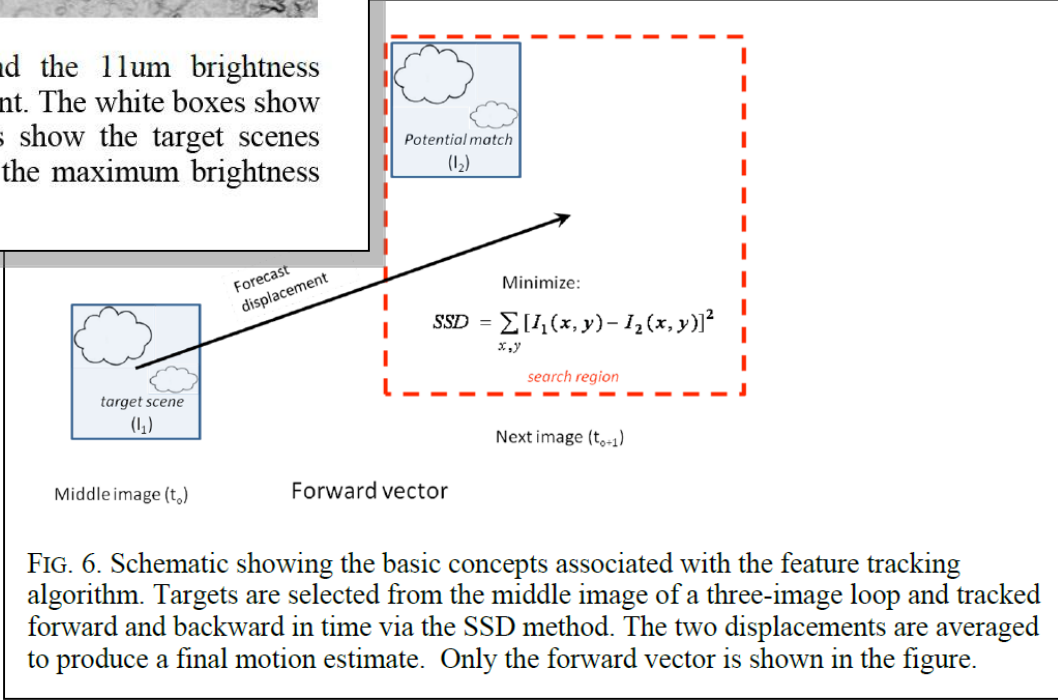 nd the 11um brightness
nt. The white boxes show
s show the target scenes
the maximum brightness
Potential match
(I₂)
Forecast
displacement
Minimize:
SSD = ∑[I₁(x, y) – I₂(x, y)]²
x,y
search region
target scene
(I₁)
Next image (tₒ₊₁)
Middle image (tₒ)
Forward vector
FIG. 6. Schematic showing the basic concepts associated with the feature tracking
algorithm. Targets are selected from the middle image of a three-image loop and tracked
forward and backward in time via the SSD method. The two displacements are averaged
to produce a final motion estimate. Only the forward vector is shown in the figure.